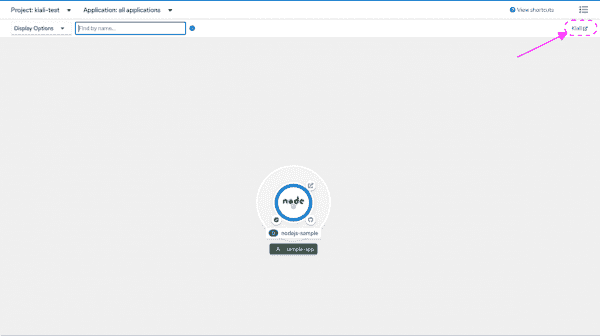 Project: kiali-test Application: all applications View shortcuts
Display Options Find by name... Kiali
node
nodejs-sample
A sample-app